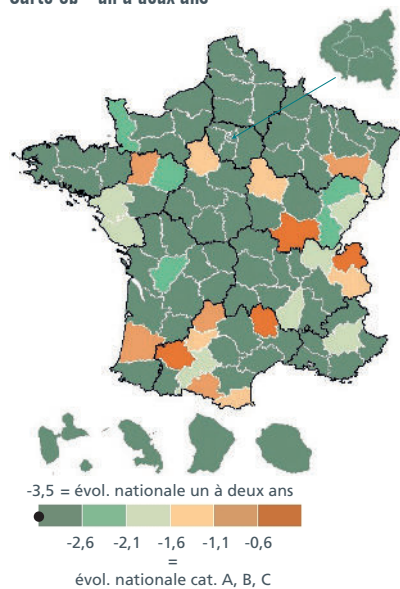 Carte 3b – un à deux ans
-3,5 = évol. nationale un à deux ans
-2,6 -2,1 -1,6 -1,1 -0,6
=
évol. nationale cat. A, B, C